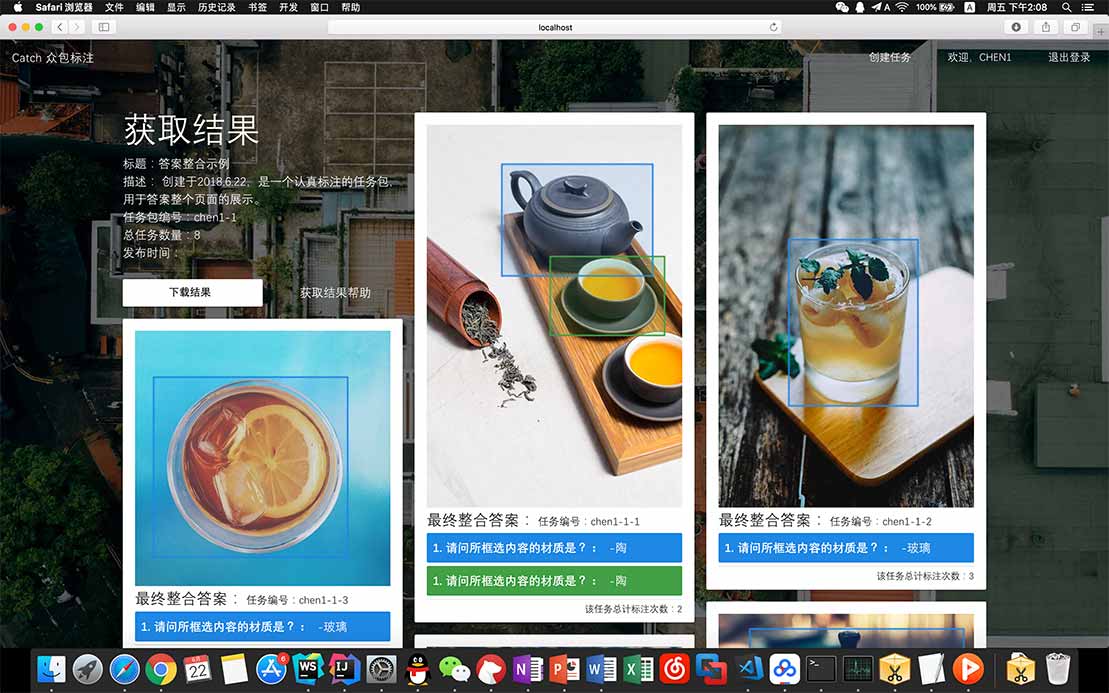 Safari 浏览器 文件 编辑 显示 历史记录 书签 开发 窗口 帮助
100% 周五 下午2:08
localhost
Catch 众包标注
创建任务
欢迎，CHEN1
退出登录
获取结果
标题：答案整合示例
描述： 创建于2018.6.22，是一个认真标注的任务包，
用于答案整个页面的展示。
任务包编号：chen1-1
总任务数量：8
发布时间：
下载结果
获取结果帮助
最终整合答案： 任务编号：chen1-1-3
1. 请问所框选内容的材质是？： -玻璃
最终整合答案： 任务编号：chen1-1-1
1. 请问所框选内容的材质是？： -陶
1. 请问所框选内容的材质是？： -陶
该任务总计标注次数：2
最终整合答案： 任务编号：chen1-1-2
1. 请问所框选内容的材质是？： -玻璃
该任务总计标注次数：3
22
6
WS
IJ
N
P
W
X